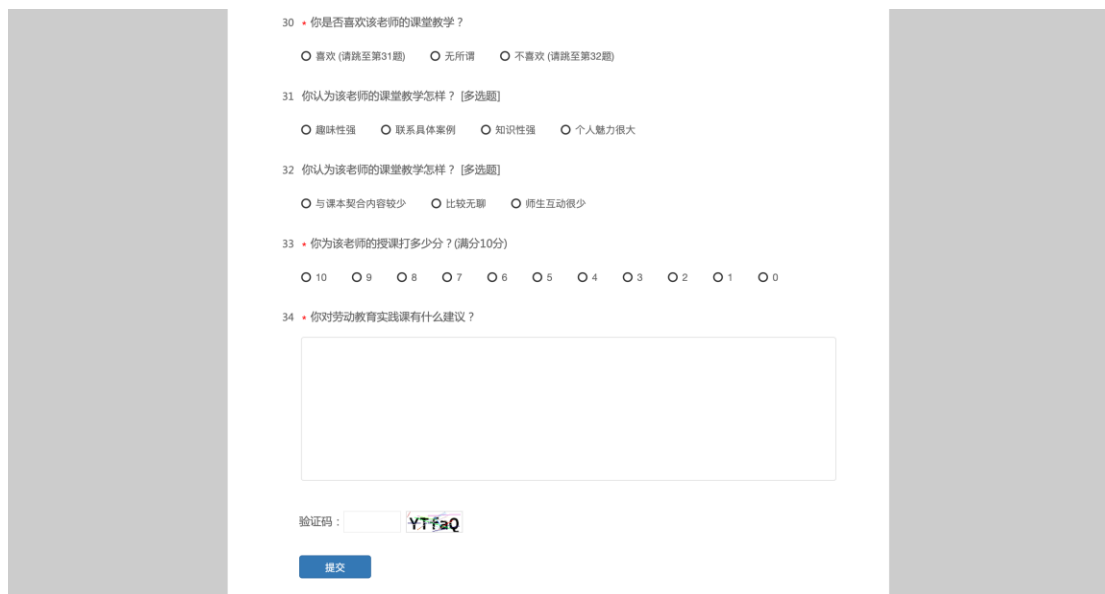 30 * 你是否喜欢该老师的课堂教学？
喜欢 (请跳至第31题) 无所谓 不喜欢 (请跳至第32题)
31 你认为该老师的课堂教学怎样？ [多选题]
趣味性强 联系具体案例 知识性强 个人魅力很大
32 你认为该老师的课堂教学怎样？ [多选题]
与课本契合内容较少 比较无聊 师生互动很少
33 * 你为该老师的授课打多少分？(满分10分)
10 9 8 7 6 5 4 3 2 1 0
34 * 你对劳动教育实践课有什么建议？
验证码： YTfaQ
提交